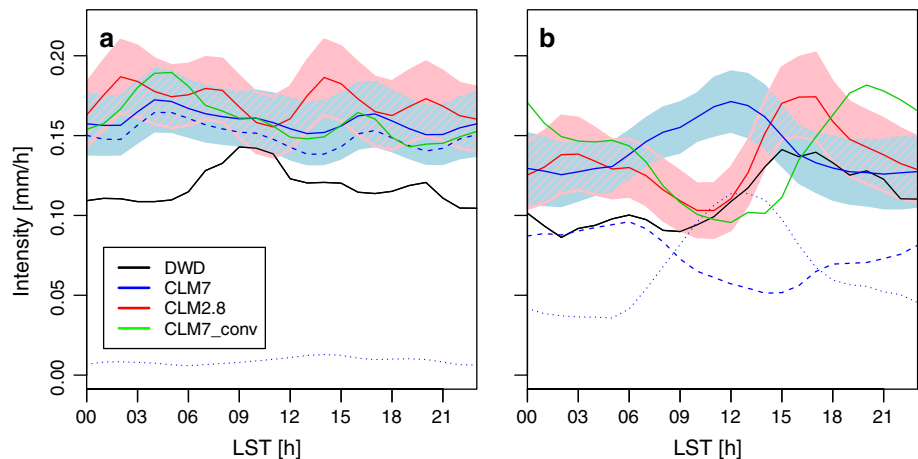 a
b
0.20
0.15
0.10
0.05
0.00
Intensity [mm/h]
DWD
CLM7
CLM2.8
CLM7_conv
00 03 06 09 12 15 18 21
00 03 06 09 12 15 18 21
LST [h]
LST [h]